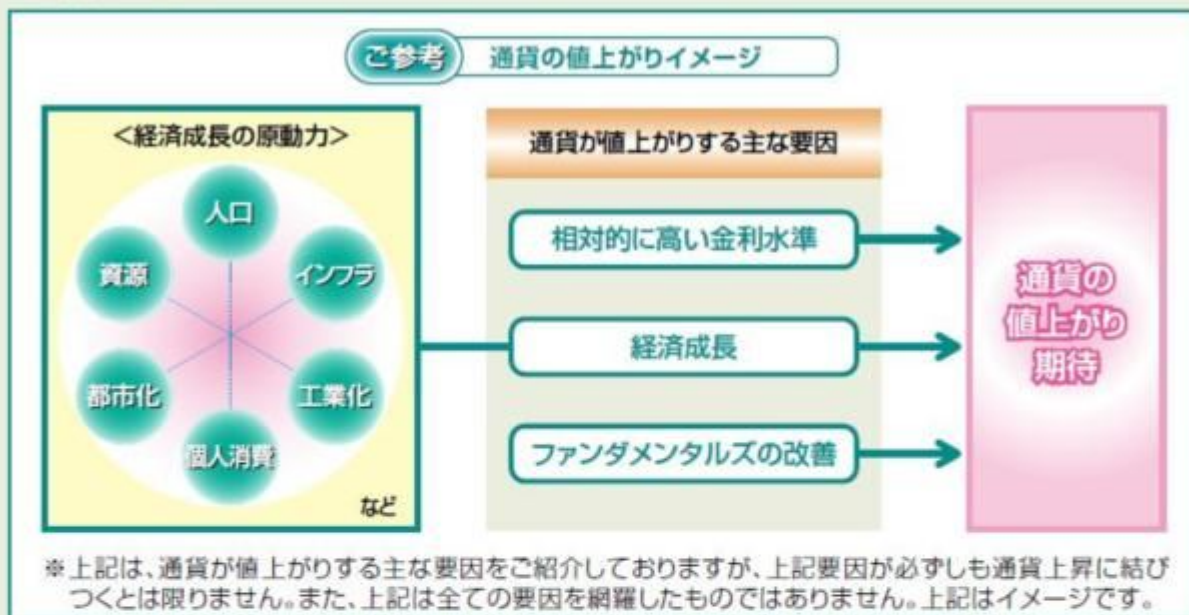 ご参考 通貨の値上がりイメージ
<経済成長の原動力>
人口
資源
インフラ
都市化
工業化
個人消費
など
通貨が値上がりする主な要因
相対的に高い金利水準
経済成長
ファンダメンタルズの改善
通貨の
値上がり
期待
※上記は、通貨が値上がりする主な要因をご紹介しておりますが、上記要因が必ずしも通貨上昇に結び
つくとは限りません。また、上記は全ての要因を網羅したものではありません。上記はイメージです。